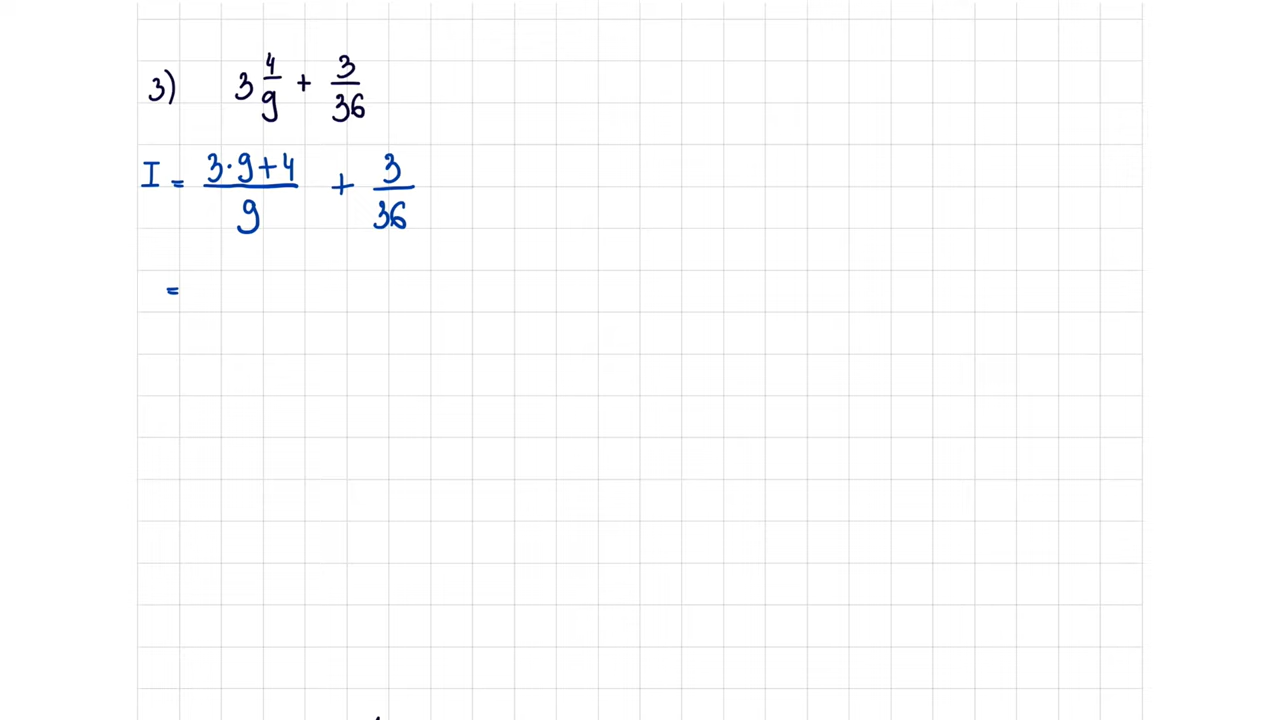 3) 3 4/9 + 3/36
I = (3·9+4)/9 + 3/36
=